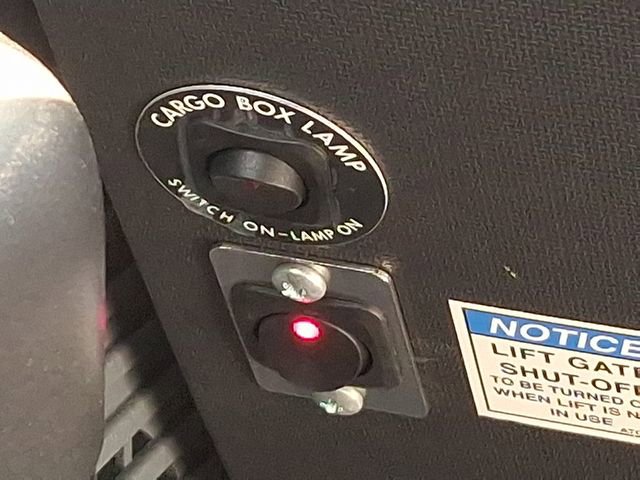 CARGO BOX LAMP
SWITCH ON-LAMP ON
NOTICE
LIFT GATE
SHUT-OFF
TO BE TURNED
WHEN LIFT IS
IN USE